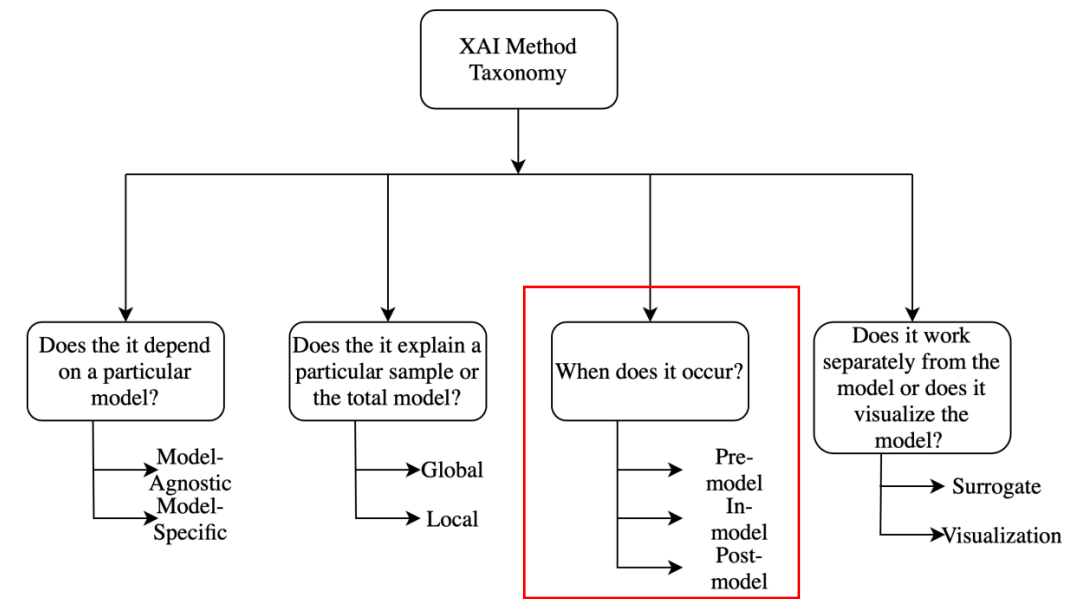 XAI Method
Taxonomy
Does the it depend
on a particular
model?
Model-
Agnostic
Model-
Specific
Does the it explain a
particular sample or
the total model?
Global
Local
When does it occur?
Pre-
model
In-
model
Post-
model
Does it work
separately from the
model or does it
visualize the
model?
Surrogate
Visualization